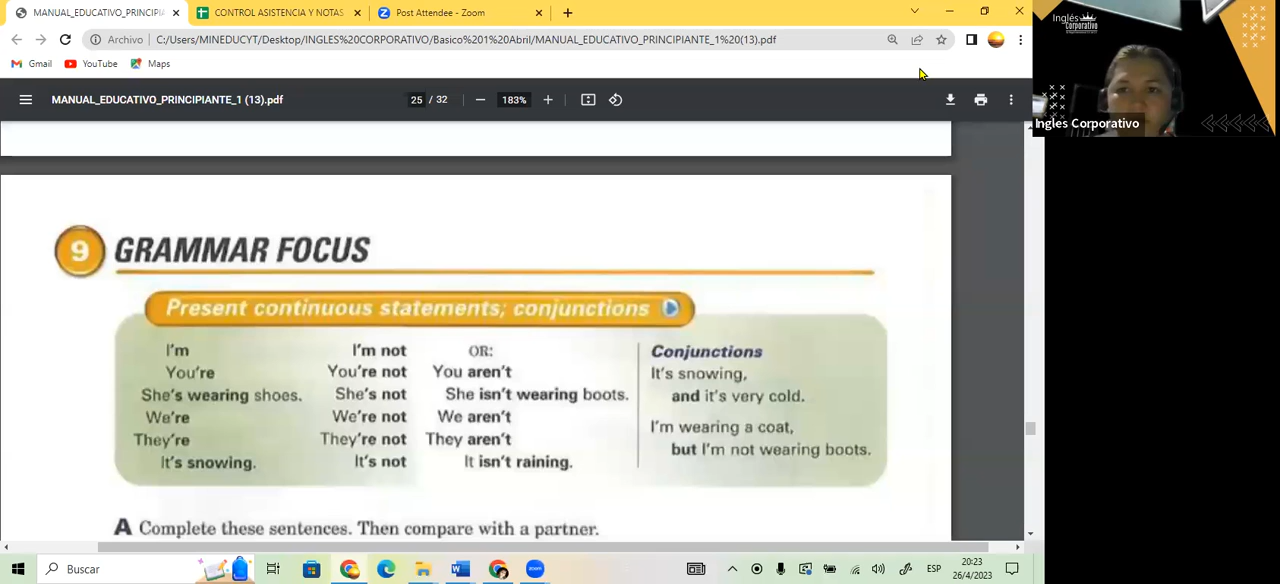 MANUAL_EDUCATIVO_PRINCIPIA
CONTROL ASISTENCIA Y NOTAS
Post Attendee - Zoom
Archivo
C:/Users/MINEDUCYT/Desktop/INGLES%20CORPORATIVO/Basico%201%20Abril/MANUAL_EDUCATIVO_PRINCIPIANTE_1%20(13).pdf
Gmail
YouTube
Maps
MANUAL_EDUCATIVO_PRINCIPIANTE_1 (13).pdf
25 / 32
183%
Inglés
Corporativo
Ingles Corporativo
9 GRAMMAR FOCUS
Present continuous statements; conjunctions
I'm I'm not OR:
You're You're not You aren't
She's wearing shoes. She's not She isn't wearing boots.
We're We're not We aren't
They're They're not They aren't
It's snowing. It's not It isn't raining.
Conjunctions
It's snowing,
and it's very cold.
I'm wearing a coat,
but I'm not wearing boots.
A Complete these sentences. Then compare with a partner.
Buscar
ESP
20:23
26/4/2023